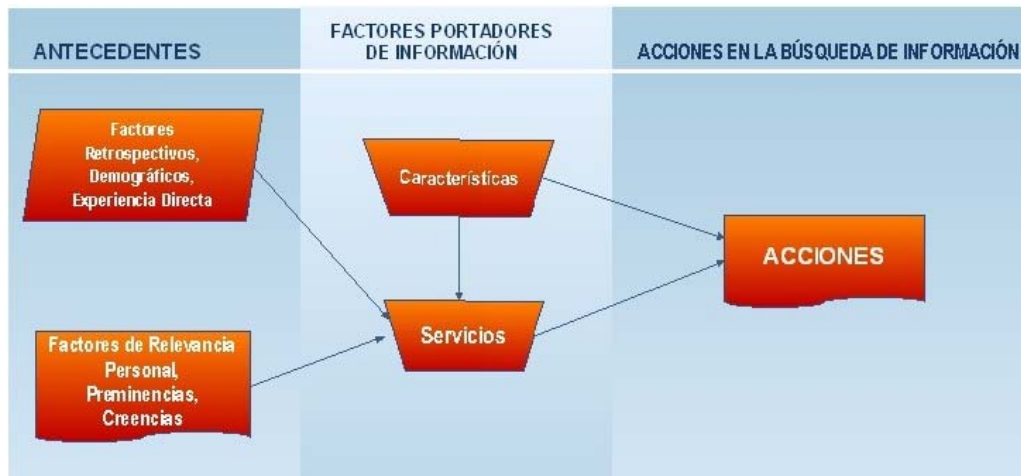 ANTECEDENTES
FACTORES PORTADORES
DE INFORMACIÓN
ACCIONES EN LA BÚSQUEDA DE INFORMACIÓN
Factores
Retrospectivos,
Demográficos,
Experiencia Directa
Características
ACCIONES
Servicios
Factores de Relevancia
Personal,
Preminencias,
Creencias